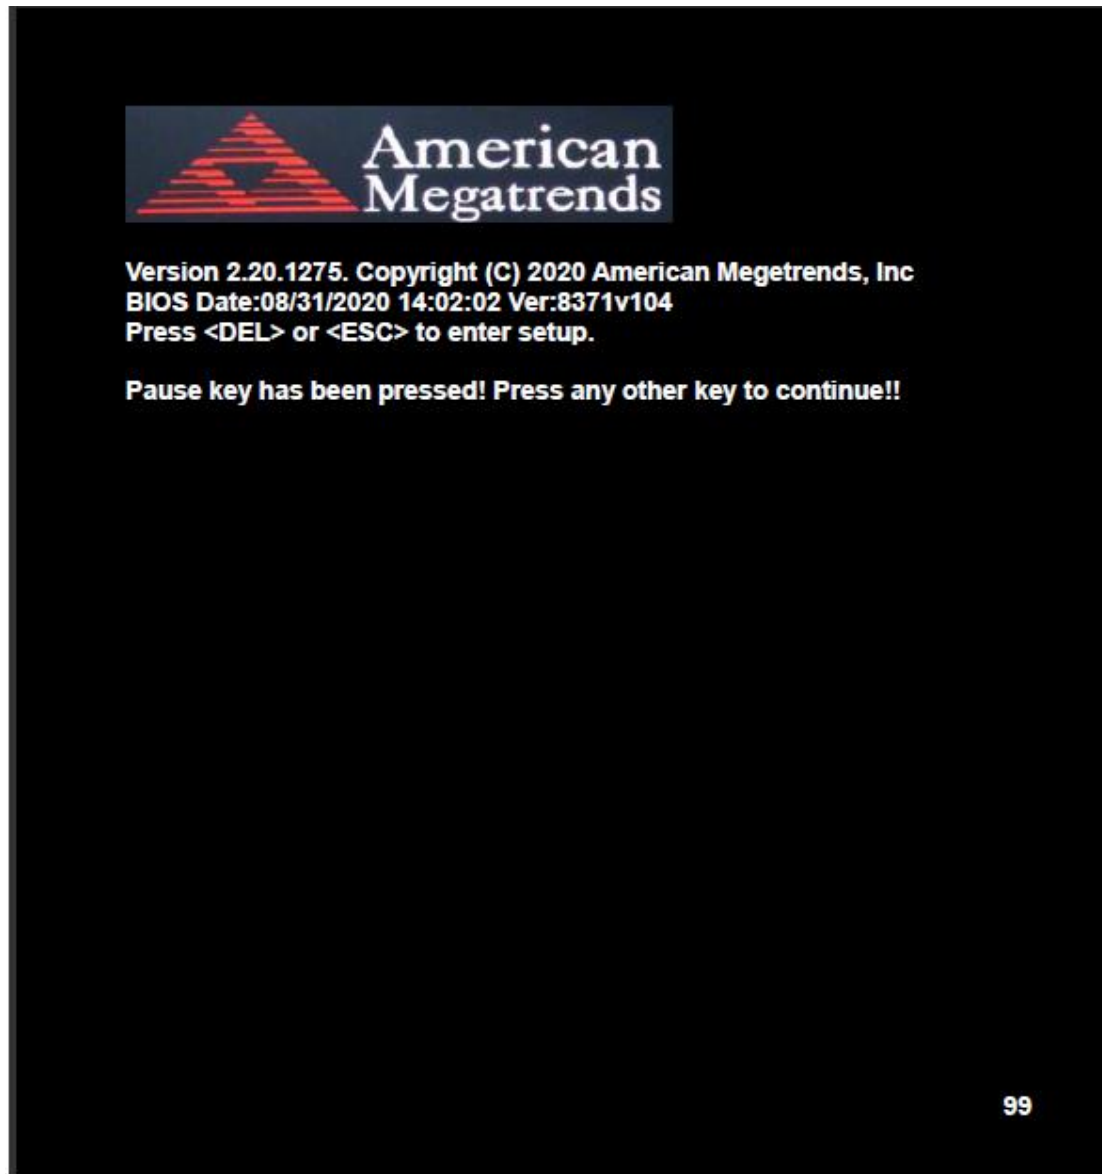 American
Megatrends
Version 2.20.1275. Copyright (C) 2020 American Megetrends, Inc
BIOS Date:08/31/2020 14:02:02 Ver:8371v104
Press <DEL> or <ESC> to enter setup.
Pause key has been pressed! Press any other key to continue!!
99